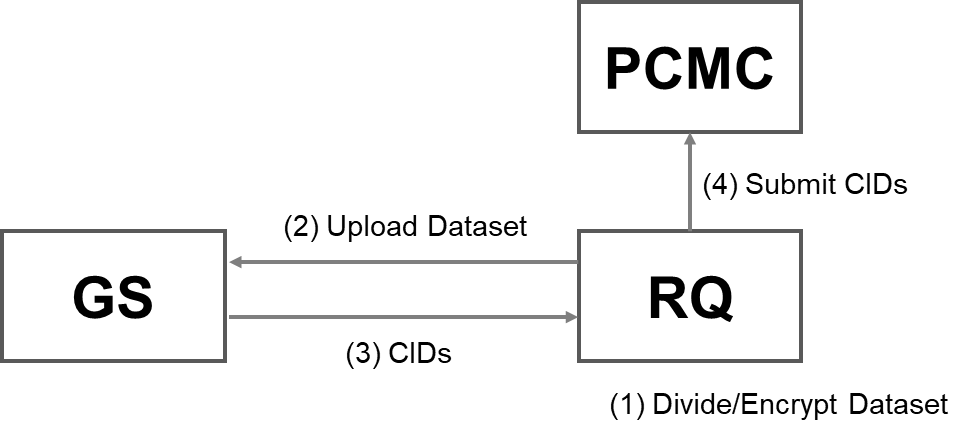 PCMC
(4) Submit CIDs
(2) Upload Dataset
GS
RQ
(3) CIDs
(1) Divide/Encrypt Dataset